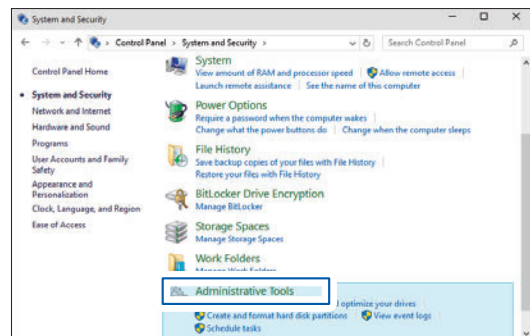 System and Security
Control Panel > System and Security >
Search Control Panel
Control Panel Home
System and Security
Network and Internet
Hardware and Sound
Programs
User Accounts and Family
Safety
Appearance and
Personalization
Clock, Language, and Region
Ease of Access
System
View amount of RAM and processor speed
Allow remote access
Launch remote assistance
See the name of this computer
Power Options
Require a password when the computer wakes
Change what the power buttons do
Change when the computer sleeps
File History
Save backup copies of your files with File History
Restore your files with File History
BitLocker Drive Encryption
Manage BitLocker
Storage Spaces
Manage Storage Spaces
Work Folders
Manage Work Folders
Administrative Tools
optimize your drives
Create and format hard disk partitions
View event logs
Schedule tasks